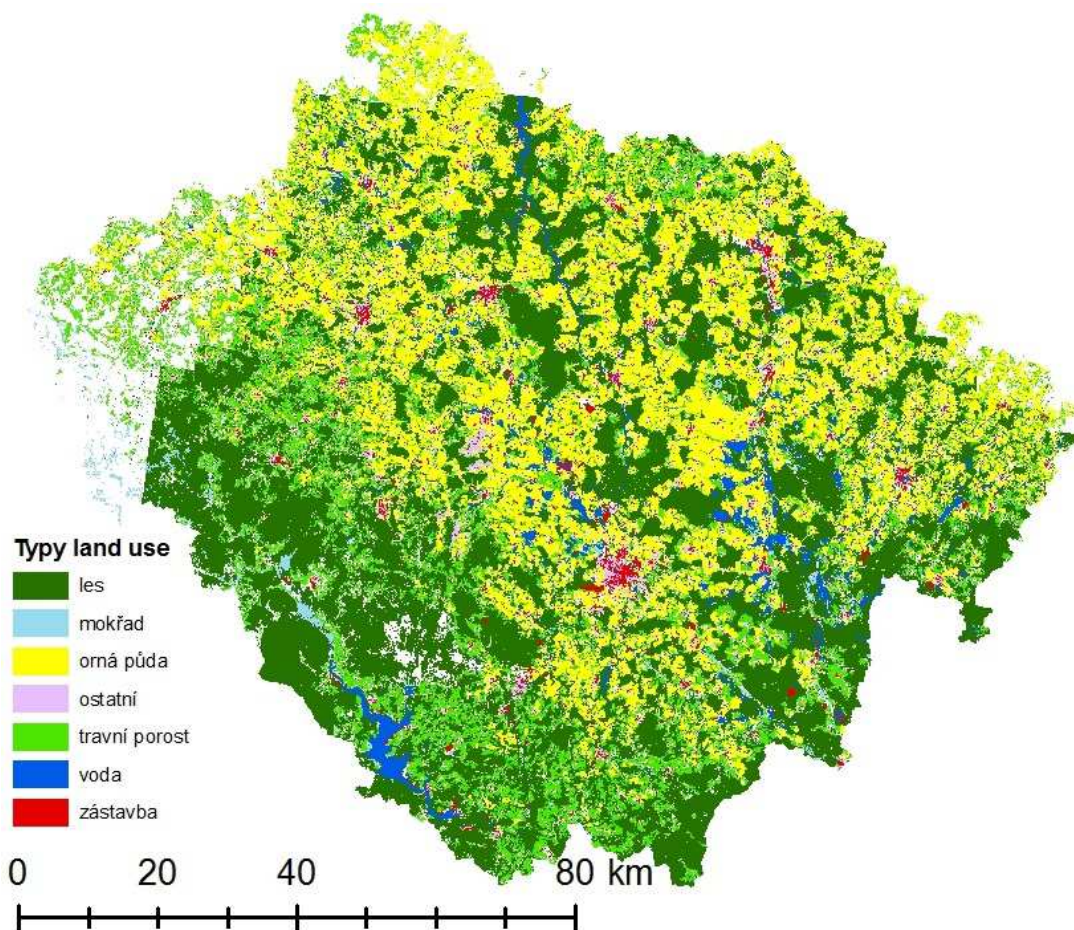 Typy land use
les
mokřad
orná půda
ostatní
travní porost
voda
zástavba
0 20 40 80 km